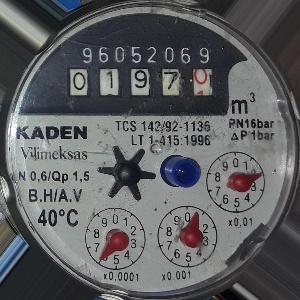 96052069
01970
m³
KADEN
TCS 142/92-1136
PN16bar
Viljmeksas
LT 1-415:1996
ΔP 1bar
N 0,6/Qp 1,5
B.H/A.V
40°C
x0,01
x0,0001
x0.001